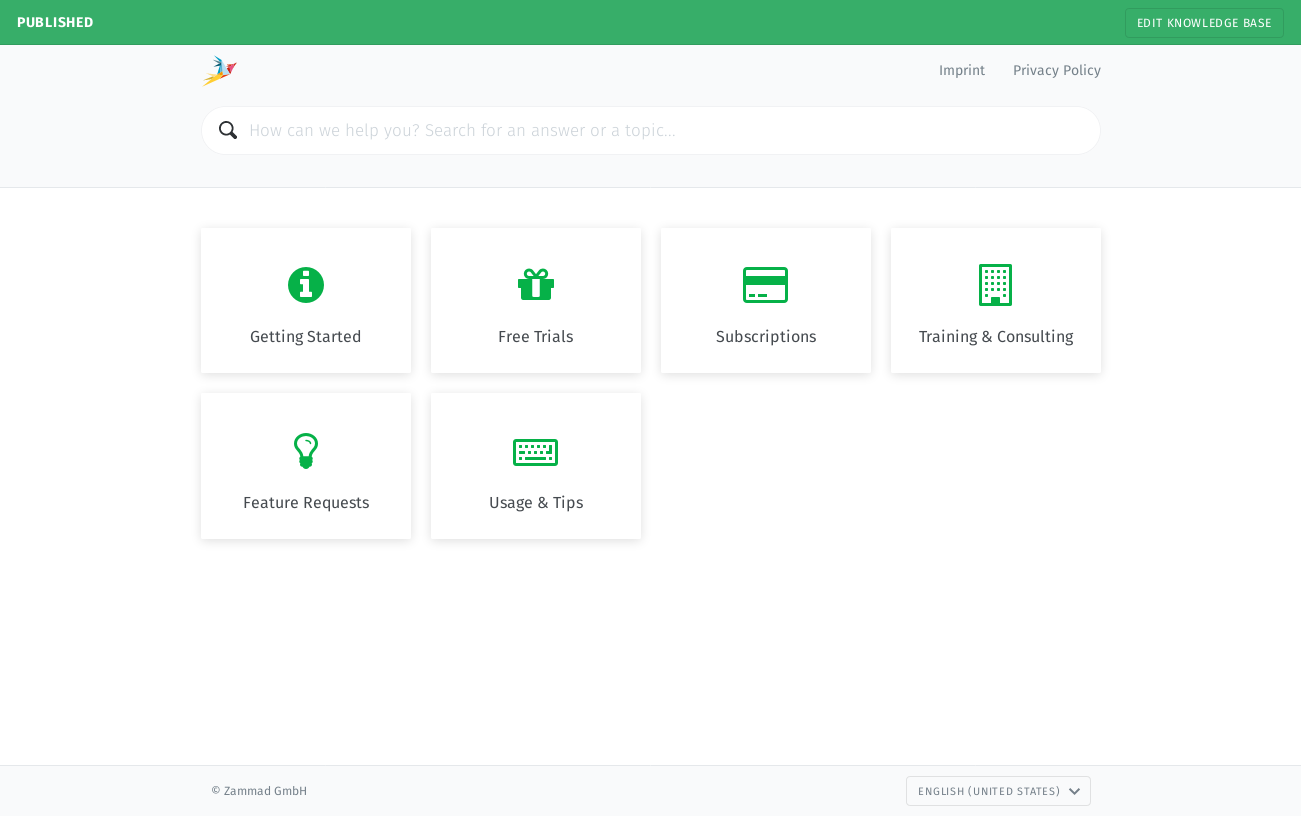 PUBLISHED
EDIT KNOWLEDGE BASE
Imprint
Privacy Policy
How can we help you? Search for an answer or a topic...
Getting Started
Free Trials
Subscriptions
Training & Consulting
Feature Requests
Usage & Tips
© Zammad GmbH
ENGLISH (UNITED STATES)